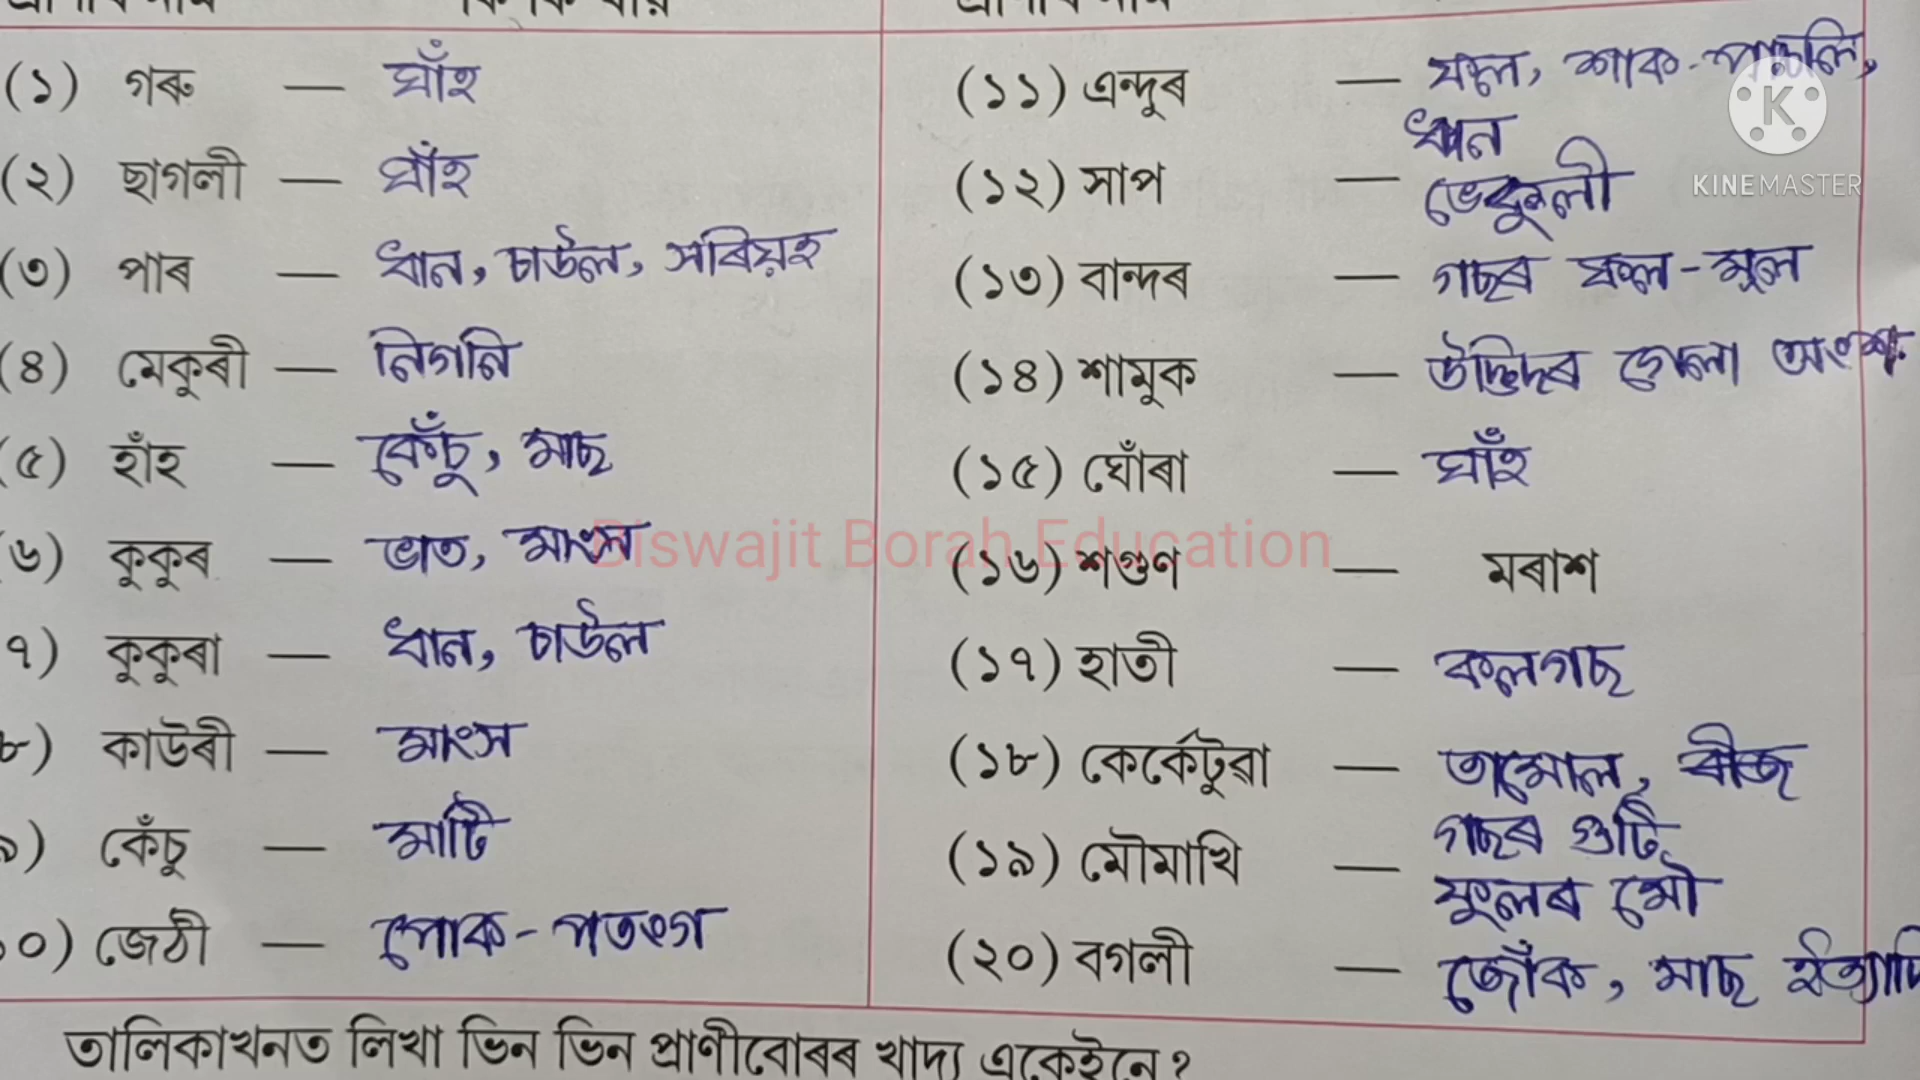 (১) গৰু — ঘাঁহ
(২) ছাগলী — ঘাঁহ
(৩) পাৰ — ধান, চাউল, সৰিয়হ
(৪) মেকুৰী — নিগনি
(৫) হাঁহ — কেঁচু, মাছ
৬) কুকুৰ — ভাত, মাংস
৭) কুকুৰা — ধান, চাউল
৮) কাউৰী — মাংস
৯) কেঁচু — মাটি
১০) জেঠী — পোক-পতংগ
(১১) এন্দুৰ — ফল, শাক-পাচলি,
ধান
(১২) সাপ — ভেকুলী
(১৩) বান্দৰ — গছৰ ফল-মূল
(১৪) শামুক — উদ্ভিদৰ গেলা অংশ
(১৫) ঘোঁৰা — ঘাঁহ
(১৬) শগুণ — মৰাশ
(১৭) হাতী — কলগছ
(১৮) কেৰ্কেটুৱা — তামোল, বীজ
গছৰ গুটি
(১৯) মৌমাখি — ফুলৰ মৌ
(২০) বগলী — জোঁক, মাছ ইত্যাদি
তালিকাখনত লিখা ভিন ভিন প্ৰাণীবোৰৰ খাদ্য একেইনে?
Biswajit Borah Education
K
KINEMASTER